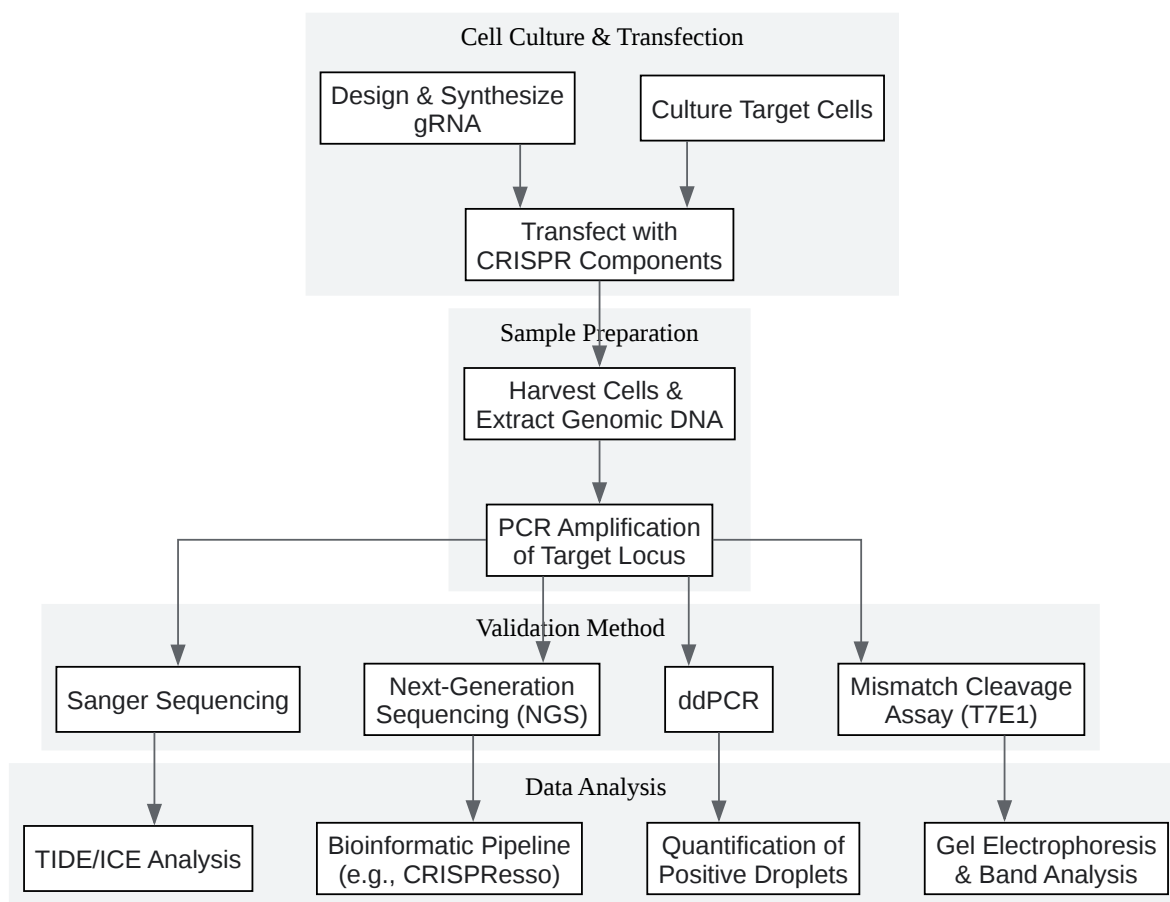 Cell Culture & Transfection
Design & Synthesize
gRNA
Culture Target Cells
Transfect with
CRISPR Components
Sample Preparation
Harvest Cells &
Extract Genomic DNA
PCR Amplification
of Target Locus
Validation Method
Sanger Sequencing
Next-Generation
Sequencing (NGS)
ddPCR
Mismatch Cleavage
Assay (T7E1)
Data Analysis
TIDE/ICE Analysis
Bioinformatic Pipeline
(e.g., CRISPResso)
Quantification of
Positive Droplets
Gel Electrophoresis
& Band Analysis